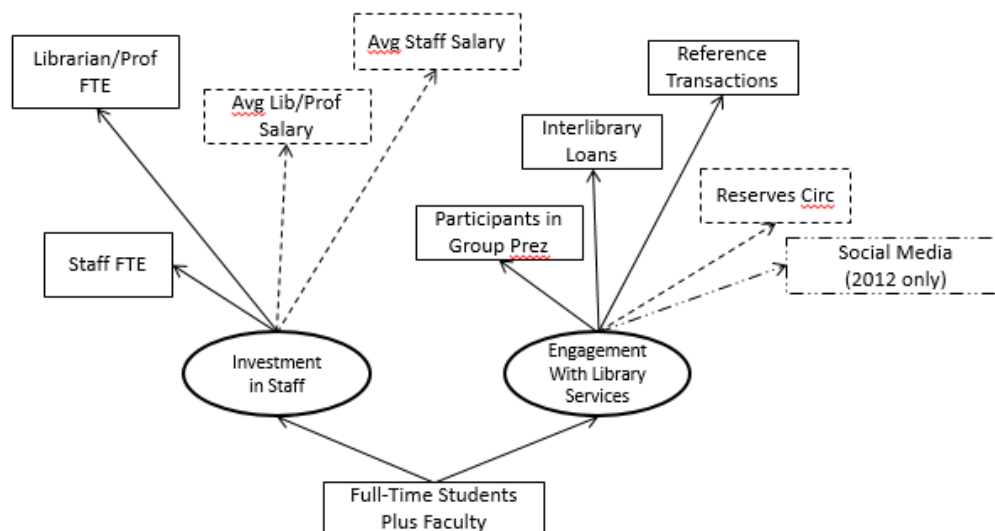 Librarian/Prof
FTE
Avg Staff Salary
Avg Lib/Prof
Salary
Reference
Transactions
Interlibrary
Loans
Reserves Circ
Participants in
Group Prez
Social Media
(2012 only)
Staff FTE
Investment
in Staff
Engagement
With Library
Services
Full-Time Students
Plus Faculty